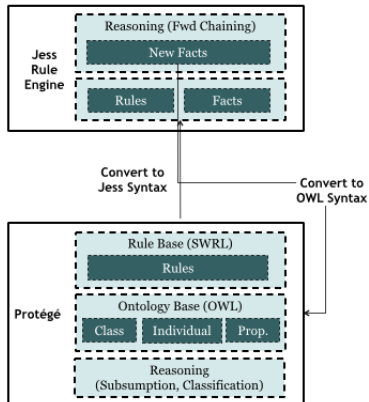 Reasoning (Fwd Chaining)
New Facts
Jess
Rule
Engine
Rules
Facts
Convert to
Jess Syntax
Convert to
OWL Syntax
Rule Base (SWRL)
Rules
Protégé
Ontology Base (OWL)
Class
Individual
Prop.
Reasoning
(Subsumption, Classification)